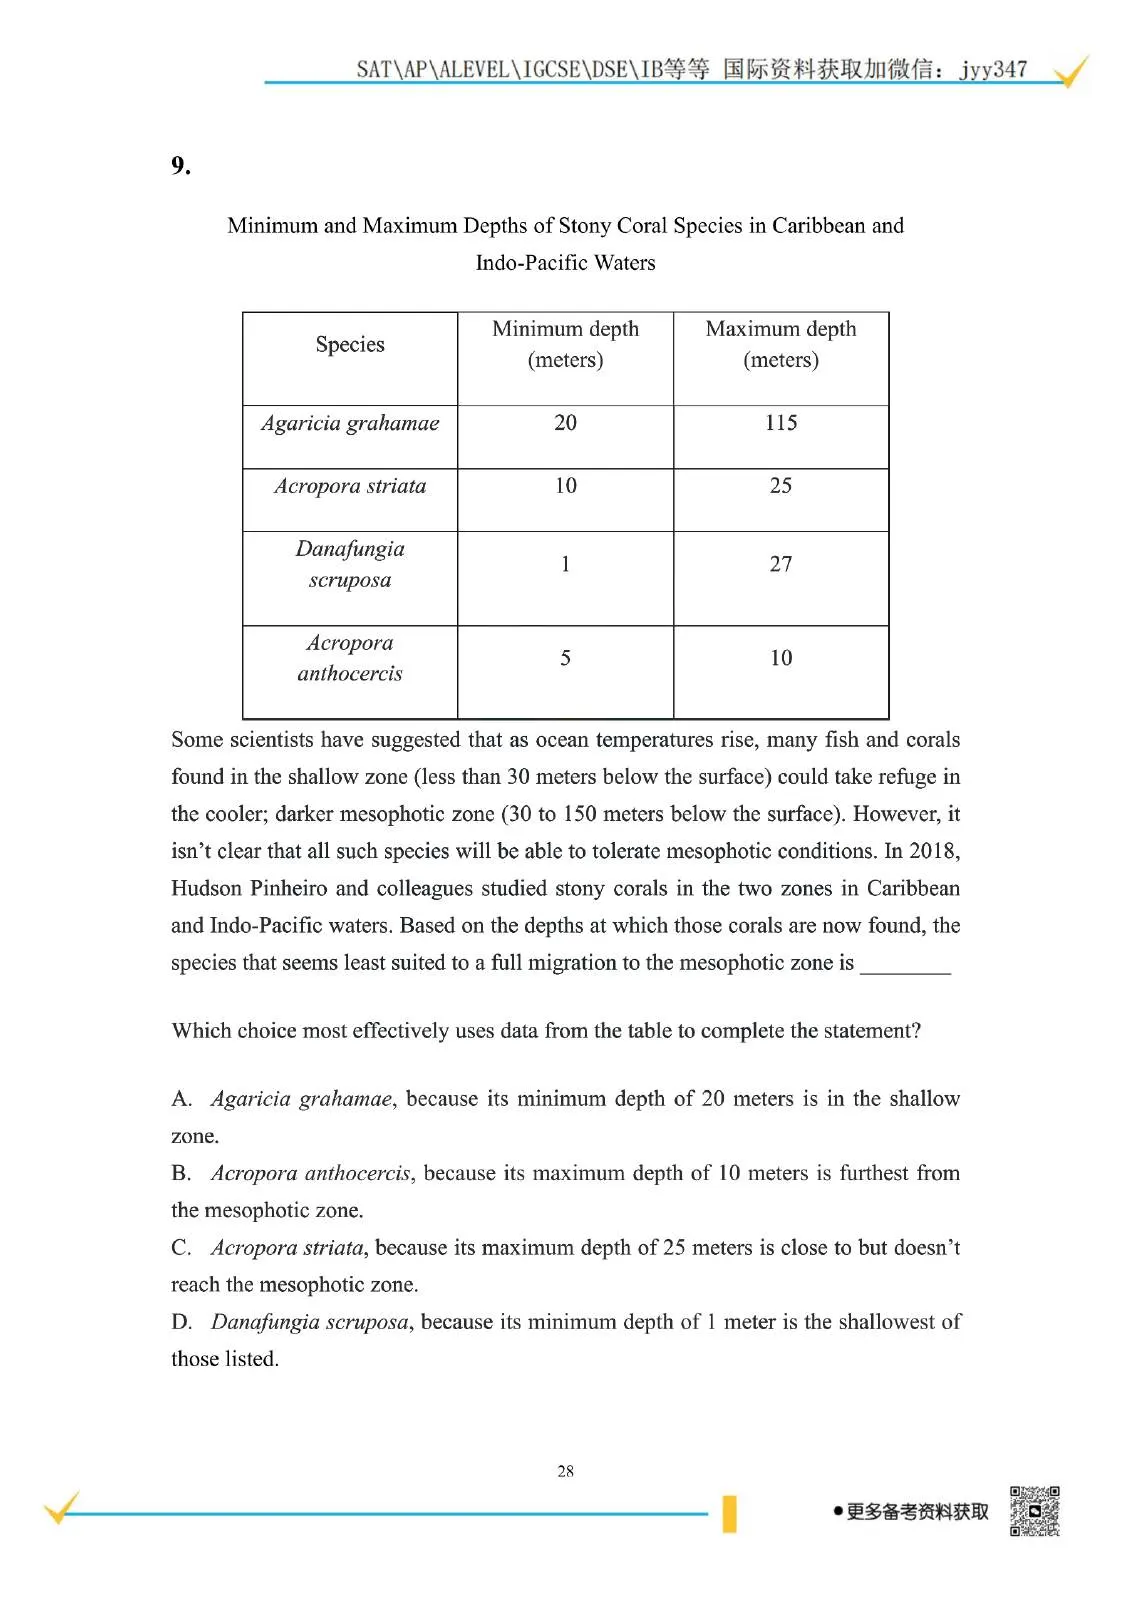 SAT\AP\ALEVEL\IGCSE\DSE\IB等等 国际资料获取加微信：jyy347
9.
Minimum and Maximum Depths of Stony Coral Species in Caribbean and
Indo-Pacific Waters
Species
Minimum depth
(meters)
Maximum depth
(meters)
Agaricia grahamae
20
115
Acropora striata
10
25
Danafungia
scruposa
1
27
Acropora
anthocercis
5
10
Some scientists have suggested that as ocean temperatures rise, many fish and corals
found in the shallow zone (less than 30 meters below the surface) could take refuge in
the cooler; darker mesophotic zone (30 to 150 meters below the surface). However, it
isn’t clear that all such species will be able to tolerate mesophotic conditions. In 2018,
Hudson Pinheiro and colleagues studied stony corals in the two zones in Caribbean
and Indo-Pacific waters. Based on the depths at which those corals are now found, the
species that seems least suited to a full migration to the mesophotic zone is ________
Which choice most effectively uses data from the table to complete the statement?
A. Agaricia grahamae, because its minimum depth of 20 meters is in the shallow
zone.
B. Acropora anthocercis, because its maximum depth of 10 meters is furthest from
the mesophotic zone.
C. Acropora striata, because its maximum depth of 25 meters is close to but doesn’t
reach the mesophotic zone.
D. Danafungia scruposa, because its minimum depth of 1 meter is the shallowest of
those listed.
28
●更多备考资料获取